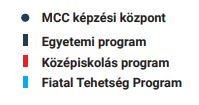 MCC képzési központ
Egyetemi program
Középiskolás program
Fiatal Tehetség Program